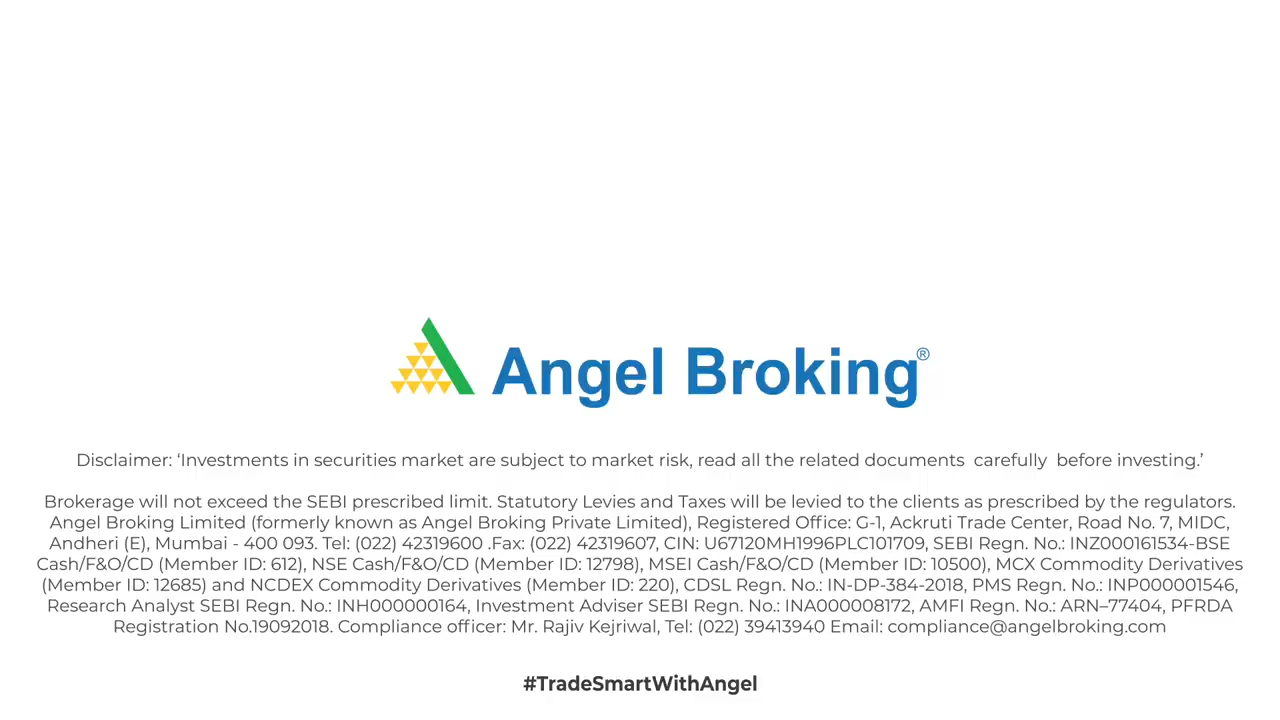 Angel Broking®
Disclaimer: ‘Investments in securities market are subject to market risk, read all the related documents carefully before investing.’
Brokerage will not exceed the SEBI prescribed limit. Statutory Levies and Taxes will be levied to the clients as prescribed by the regulators.
Angel Broking Limited (formerly known as Angel Broking Private Limited), Registered Office: G-1, Ackruti Trade Center, Road No. 7, MIDC,
Andheri (E), Mumbai - 400 093. Tel: (022) 42319600 .Fax: (022) 42319607, CIN: U67120MH1996PLC101709, SEBI Regn. No.: INZ000161534-BSE
Cash/F&O/CD (Member ID: 612), NSE Cash/F&O/CD (Member ID: 12798), MSEI Cash/F&O/CD (Member ID: 10500), MCX Commodity Derivatives
(Member ID: 12685) and NCDEX Commodity Derivatives (Member ID: 220), CDSL Regn. No.: IN-DP-384-2018, PMS Regn. No.: INP000001546,
Research Analyst SEBI Regn. No.: INH000000164, Investment Adviser SEBI Regn. No.: INA000008172, AMFI Regn. No.: ARN–77404, PFRDA
Registration No.19092018. Compliance officer: Mr. Rajiv Kejriwal, Tel: (022) 39413940 Email: compliance@angelbroking.com
#TradeSmartWithAngel